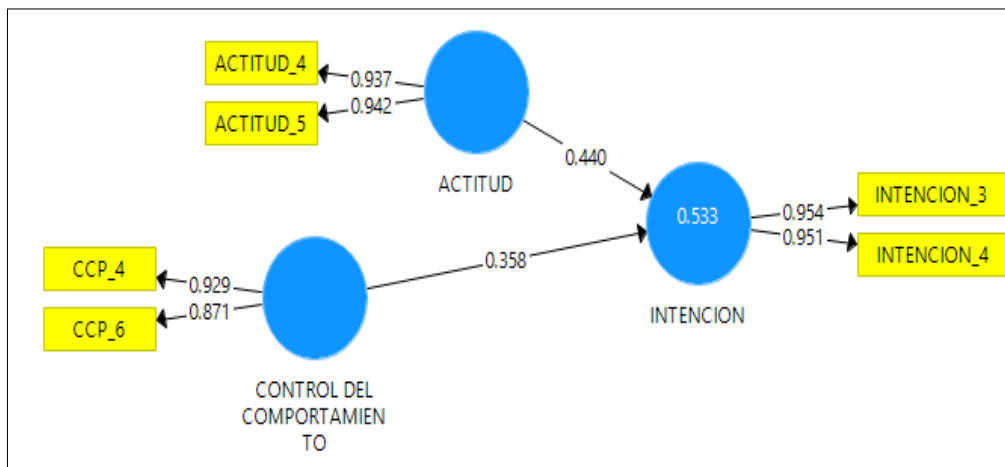 ACTITUD_4
0.937
ACTITUD_5
0.942
ACTITUD
0.440
INTENCION_3
0.954
0.533
0.951
INTENCION_4
INTENCION
CCP_4
0.929
0.358
CCP_6
0.871
CONTROL DEL
COMPORTAMIEN
TO